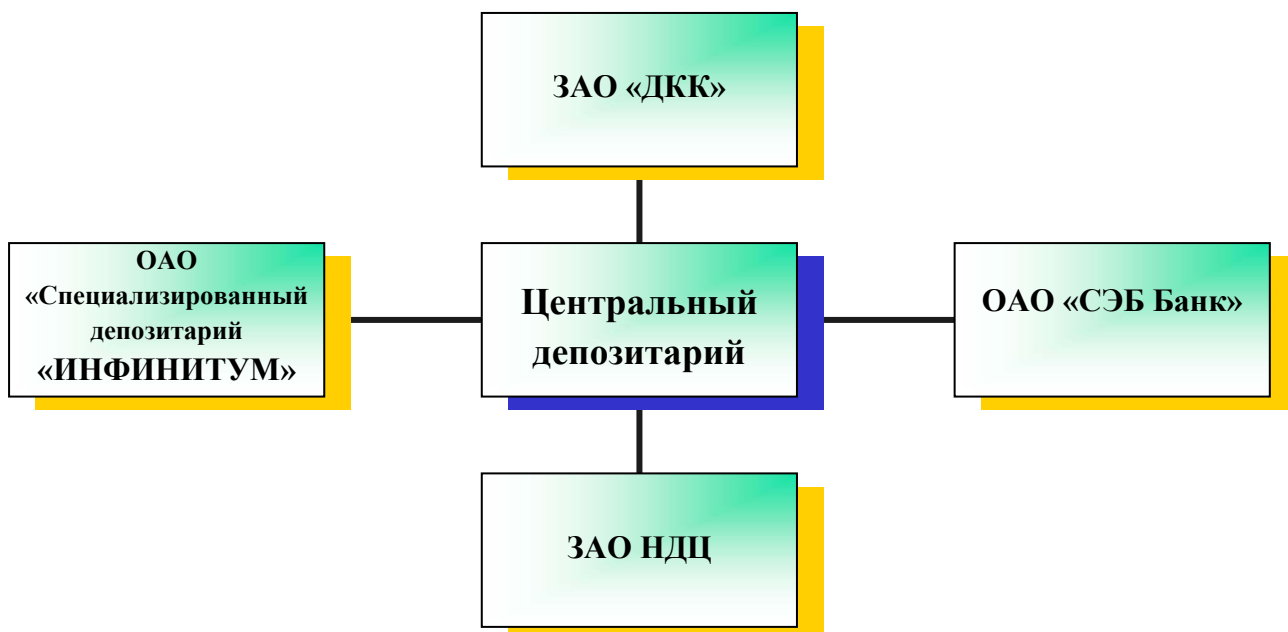 ЗАО «ДКК»
ОАО
«Специализированный
депозитарий
«ИНФИНИТУМ»
Центральный
депозитарий
ОАО «СЭБ Банк»
ЗАО НДЦ